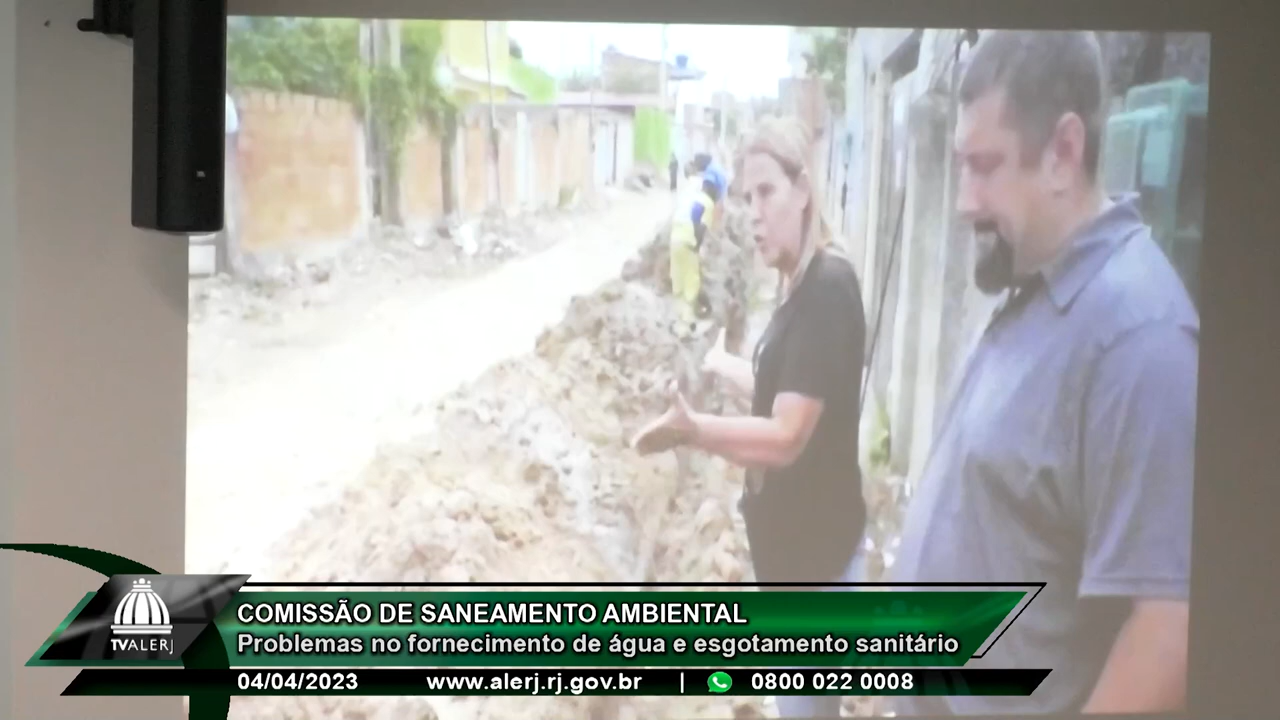 COMISSÃO DE SANEAMENTO AMBIENTAL
Problemas no fornecimento de água e esgotamento sanitário
TVALERJ
04/04/2023 www.alerj.rj.gov.br | 0800 022 0008